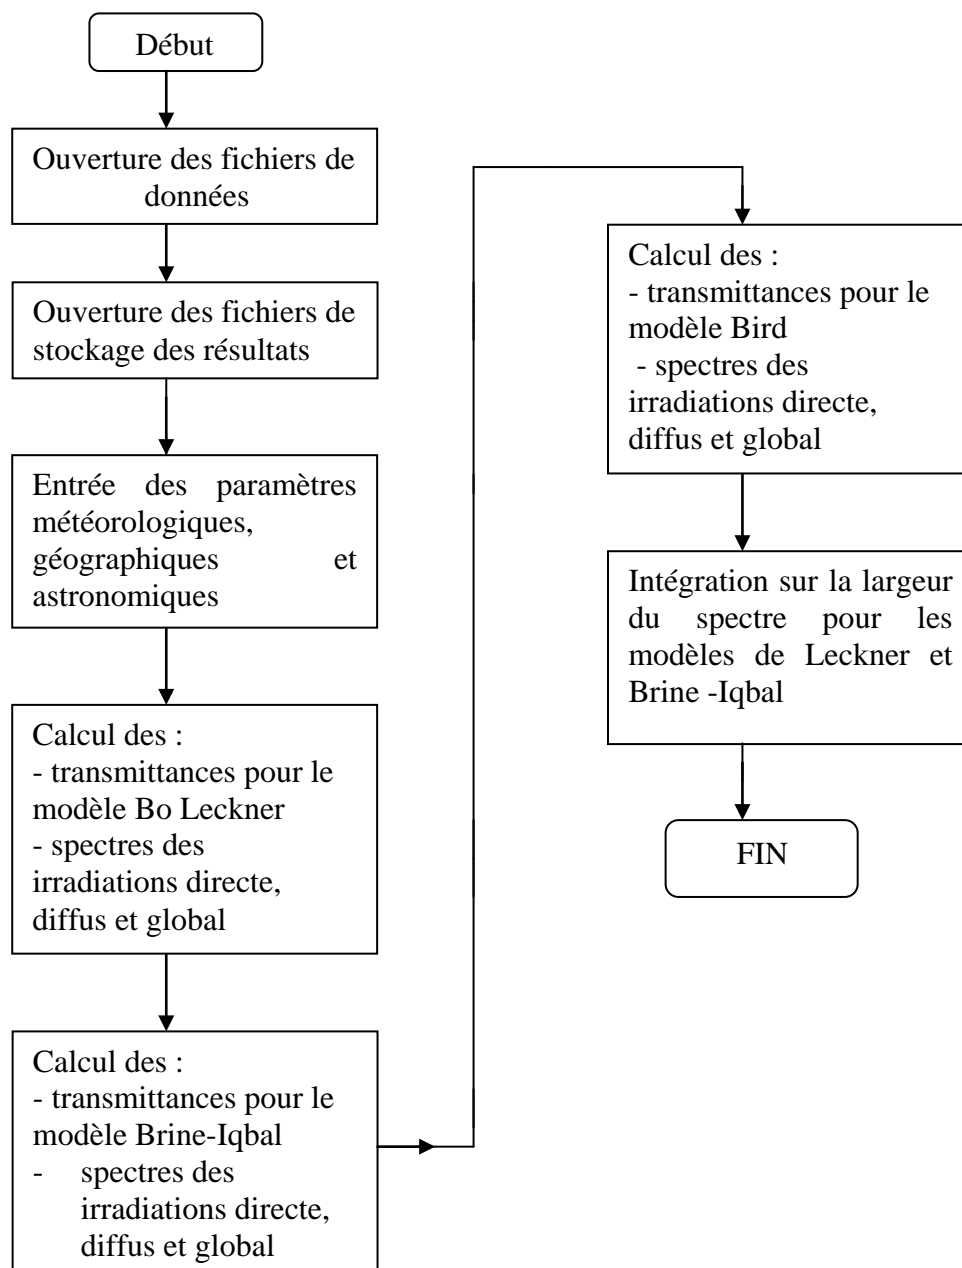 Début
Ouverture des fichiers de
données
Ouverture des fichiers de
stockage des résultats
Entrée des paramètres
météorologiques,
géographiques et
astronomiques
Calcul des :
- transmittances pour le
modèle Bo Leckner
- spectres des
irradiations directe,
diffus et global
Calcul des :
- transmittances pour le
modèle Brine-Iqbal
- spectres des
irradiations directe,
diffus et global
Calcul des :
- transmittances pour le
modèle Bird
- spectres des
irradiations directe,
diffus et global
Intégration sur la largeur
du spectre pour les
modèles de Leckner et
Brine -Iqbal
FIN